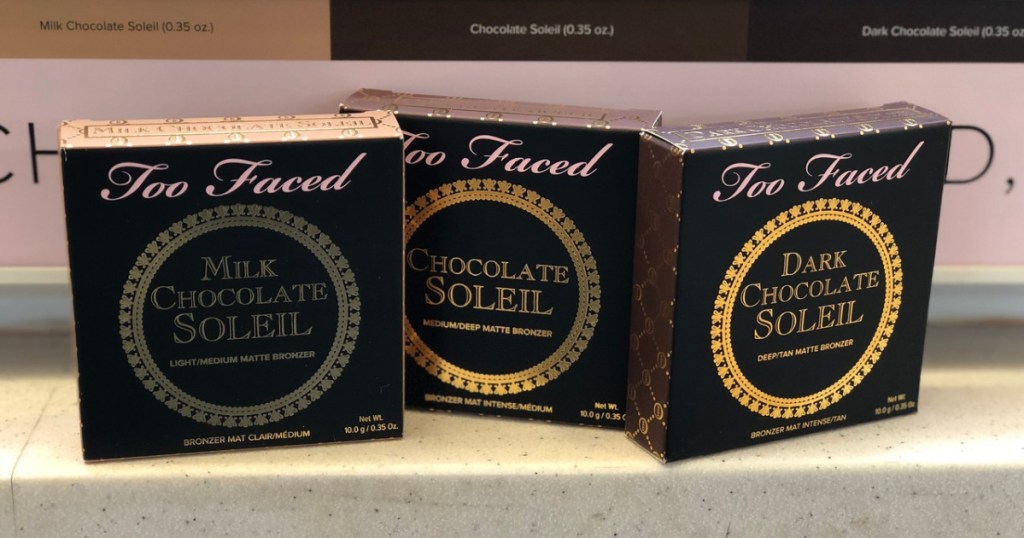 Milk Chocolate Soleil (0.35 oz.)
Chocolate Soleil (0.35 oz.)
Dark Chocolate Soleil (0.35 oz
CH
D,
MILK CHOCOLATE SOLEIL
Too Faced
MILK
CHOCOLATE
SOLEIL
LIGHT/MEDIUM MATTE BRONZER
Net Wt.
10.0 g / 0.35 Oz.
BRONZER MAT CLAIR/MÉDIUM
Too Faced
CHOCOLATE
SOLEIL
MEDIUM/DEEP MATTE BRONZER
Net Wt.
10.0 g / 0.35
BRONZER MAT INTENSE/MÉDIUM
DARK
Too Faced
DARK
CHOCOLATE
SOLEIL
DEEP/TAN MATTE BRONZER
Net Wt.
10.0 g / 0.35 Oz.
BRONZER MAT INTENSE/TAN